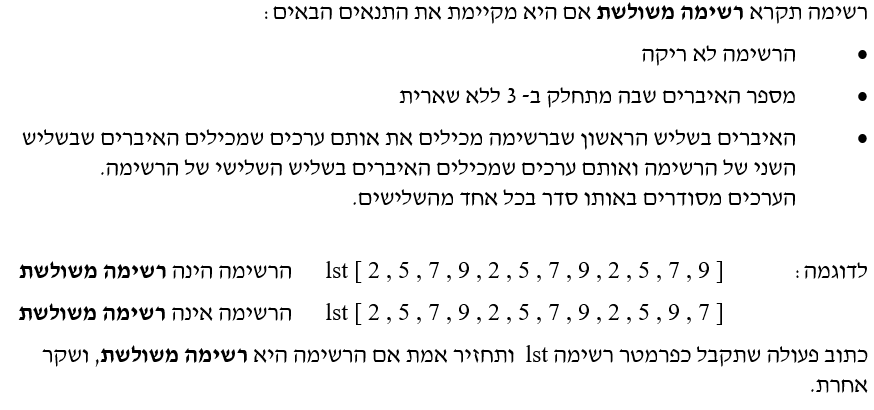 רשימה תקרא רשימה משולשת אם היא מקיימת את התנאים הבאים:
• הרשימה לא ריקה
• מספר האיברים שבה מתחלק ב- 3 ללא שארית
• האיברים בשליש הראשון שברשימה מכילים את אותם ערכים שמכילים האיברים שבשליש
השני של הרשימה ואותם ערכים שמכילים האיברים בשליש השלישי של הרשימה.
הערכים מסודרים באותו סדר בכל אחד מהשלישים.
לדוגמה: lst [ 2 , 5 , 7 , 9 , 2 , 5 , 7 , 9 , 2 , 5 , 7 , 9 ] הרשימה הינה רשימה משולשת
lst [ 2 , 5 , 7 , 9 , 2 , 5 , 7 , 9 , 2 , 5 , 9 , 7 ] הרשימה אינה רשימה משולשת
כתוב פעולה שתקבל כפרמטר רשימה lst ותחזיר אמת אם הרשימה היא רשימה משולשת, ושקר
אחרת.